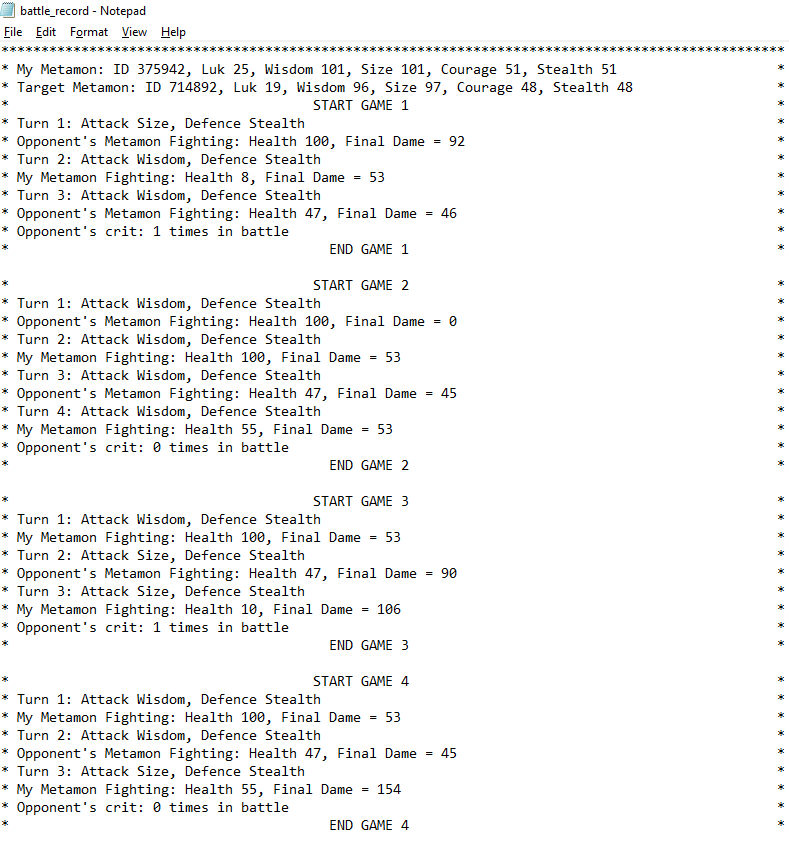 battle_record - Notepad
File Edit Format View Help
**************************************************************************************************
* My Metamon: ID 375942, Luk 25, Wisdom 101, Size 101, Courage 51, Stealth 51 *
* Target Metamon: ID 714892, Luk 19, Wisdom 96, Size 97, Courage 48, Stealth 48 *
* START GAME 1 *
* Turn 1: Attack Size, Defence Stealth *
* Opponent's Metamon Fighting: Health 100, Final Dame = 92 *
* Turn 2: Attack Wisdom, Defence Stealth *
* My Metamon Fighting: Health 8, Final Dame = 53 *
* Turn 3: Attack Wisdom, Defence Stealth *
* Opponent's Metamon Fighting: Health 47, Final Dame = 46 *
* Opponent's crit: 1 times in battle *
* END GAME 1 *
* START GAME 2 *
* Turn 1: Attack Wisdom, Defence Stealth *
* Opponent's Metamon Fighting: Health 100, Final Dame = 0 *
* Turn 2: Attack Wisdom, Defence Stealth *
* My Metamon Fighting: Health 100, Final Dame = 53 *
* Turn 3: Attack Wisdom, Defence Stealth *
* Opponent's Metamon Fighting: Health 47, Final Dame = 45 *
* Turn 4: Attack Wisdom, Defence Stealth *
* My Metamon Fighting: Health 55, Final Dame = 53 *
* Opponent's crit: 0 times in battle *
* END GAME 2 *
* START GAME 3 *
* Turn 1: Attack Wisdom, Defence Stealth *
* My Metamon Fighting: Health 100, Final Dame = 53 *
* Turn 2: Attack Size, Defence Stealth *
* Opponent's Metamon Fighting: Health 47, Final Dame = 90 *
* Turn 3: Attack Size, Defence Stealth *
* My Metamon Fighting: Health 10, Final Dame = 106 *
* Opponent's crit: 1 times in battle *
* END GAME 3 *
* START GAME 4 *
* Turn 1: Attack Wisdom, Defence Stealth *
* My Metamon Fighting: Health 100, Final Dame = 53 *
* Turn 2: Attack Wisdom, Defence Stealth *
* Opponent's Metamon Fighting: Health 47, Final Dame = 45 *
* Turn 3: Attack Size, Defence Stealth *
* My Metamon Fighting: Health 55, Final Dame = 154 *
* Opponent's crit: 0 times in battle *
* END GAME 4 *